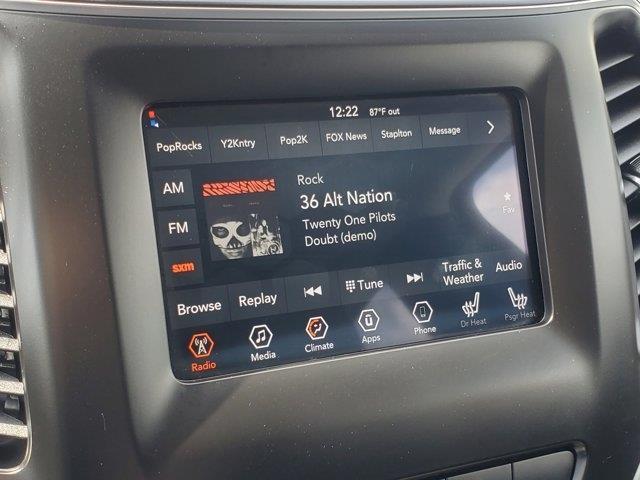 12:22 87°F out
PopRocks Y2Kntry Pop2K FOX News Staplton Message
AM
FM
sxm
Rock
36 Alt Nation
Twenty One Pilots
Doubt (demo)
Fav
Browse Replay Tune Traffic & Weather Audio
Radio Media Climate Apps Phone Dr Heat Psgr Heat